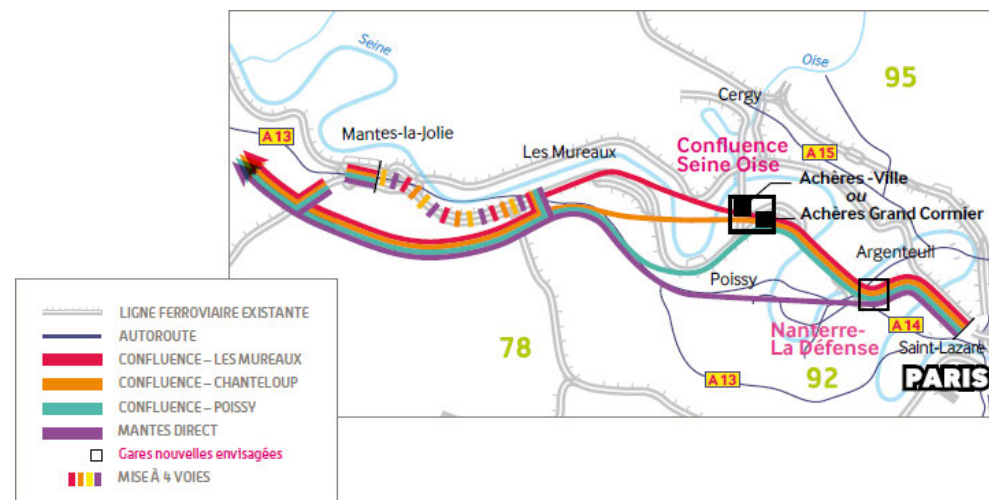 Seine
Oise
95
Cergy
A 13
Mantes-la-Jolie
Les Mureaux
Confluence
Seine Oise
A 15
Achères -Ville
ou
Achères Grand Cormier
Argenteuil
Poissy
78
Nanterre-
La Défense
A 14
Saint-Lazare
A 13
92
PARIS
LIGNE FERROVIAIRE EXISTANTE
AUTOROUTE
CONFLUENCE – LES MUREAUX
CONFLUENCE – CHANTELOUP
CONFLUENCE – POISSY
MANTES DIRECT
Gares nouvelles envisagées
MISE À 4 VOIES